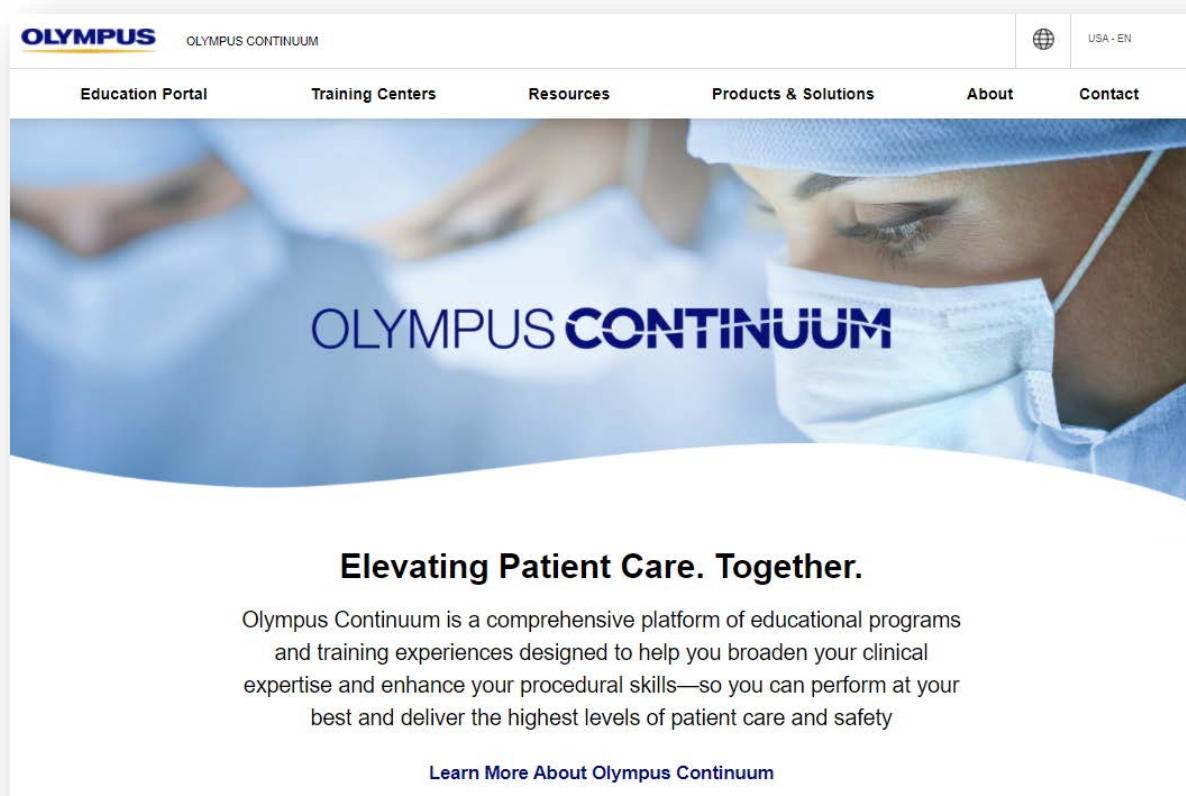 OLYMPUS OLYMPUS CONTINUUM USA - EN
Education Portal Training Centers Resources Products & Solutions About Contact
OLYMPUS CONTINUUM
Elevating Patient Care. Together.
Olympus Continuum is a comprehensive platform of educational programs
and training experiences designed to help you broaden your clinical
expertise and enhance your procedural skills—so you can perform at your
best and deliver the highest levels of patient care and safety
Learn More About Olympus Continuum